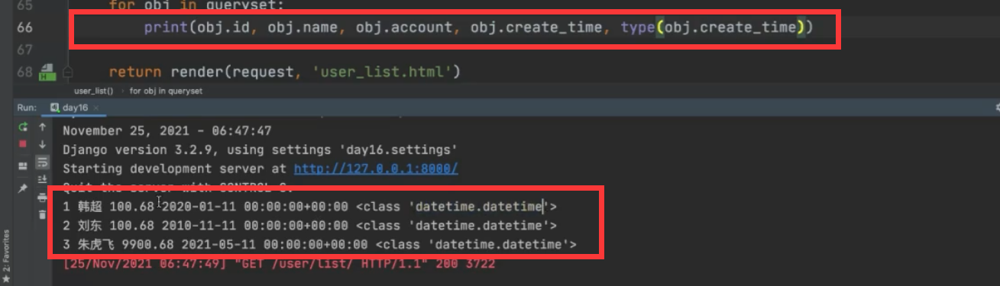 65 for obj in queryset:
66 print(obj.id, obj.name, obj.account, obj.create_time, type(obj.create_time))
67
68 return render(request, 'user_list.html')
user_list() › for obj in queryset
Run: day16 ×
November 25, 2021 - 06:47:47
Django version 3.2.9, using settings 'day16.settings'
Starting development server at http://127.0.0.1:8000/
Quit the server with CONTROL-C.
1 韩超 100.68 2020-01-11 00:00:00+00:00 <class 'datetime.datetime'>
2 刘东 100.68 2010-11-11 00:00:00+00:00 <class 'datetime.datetime'>
3 朱虎飞 9900.68 2021-05-11 00:00:00+00:00 <class 'datetime.datetime'>
[25/Nov/2021 06:47:49] "GET /user/list/ HTTP/1.1" 200 3722
2: Favorites